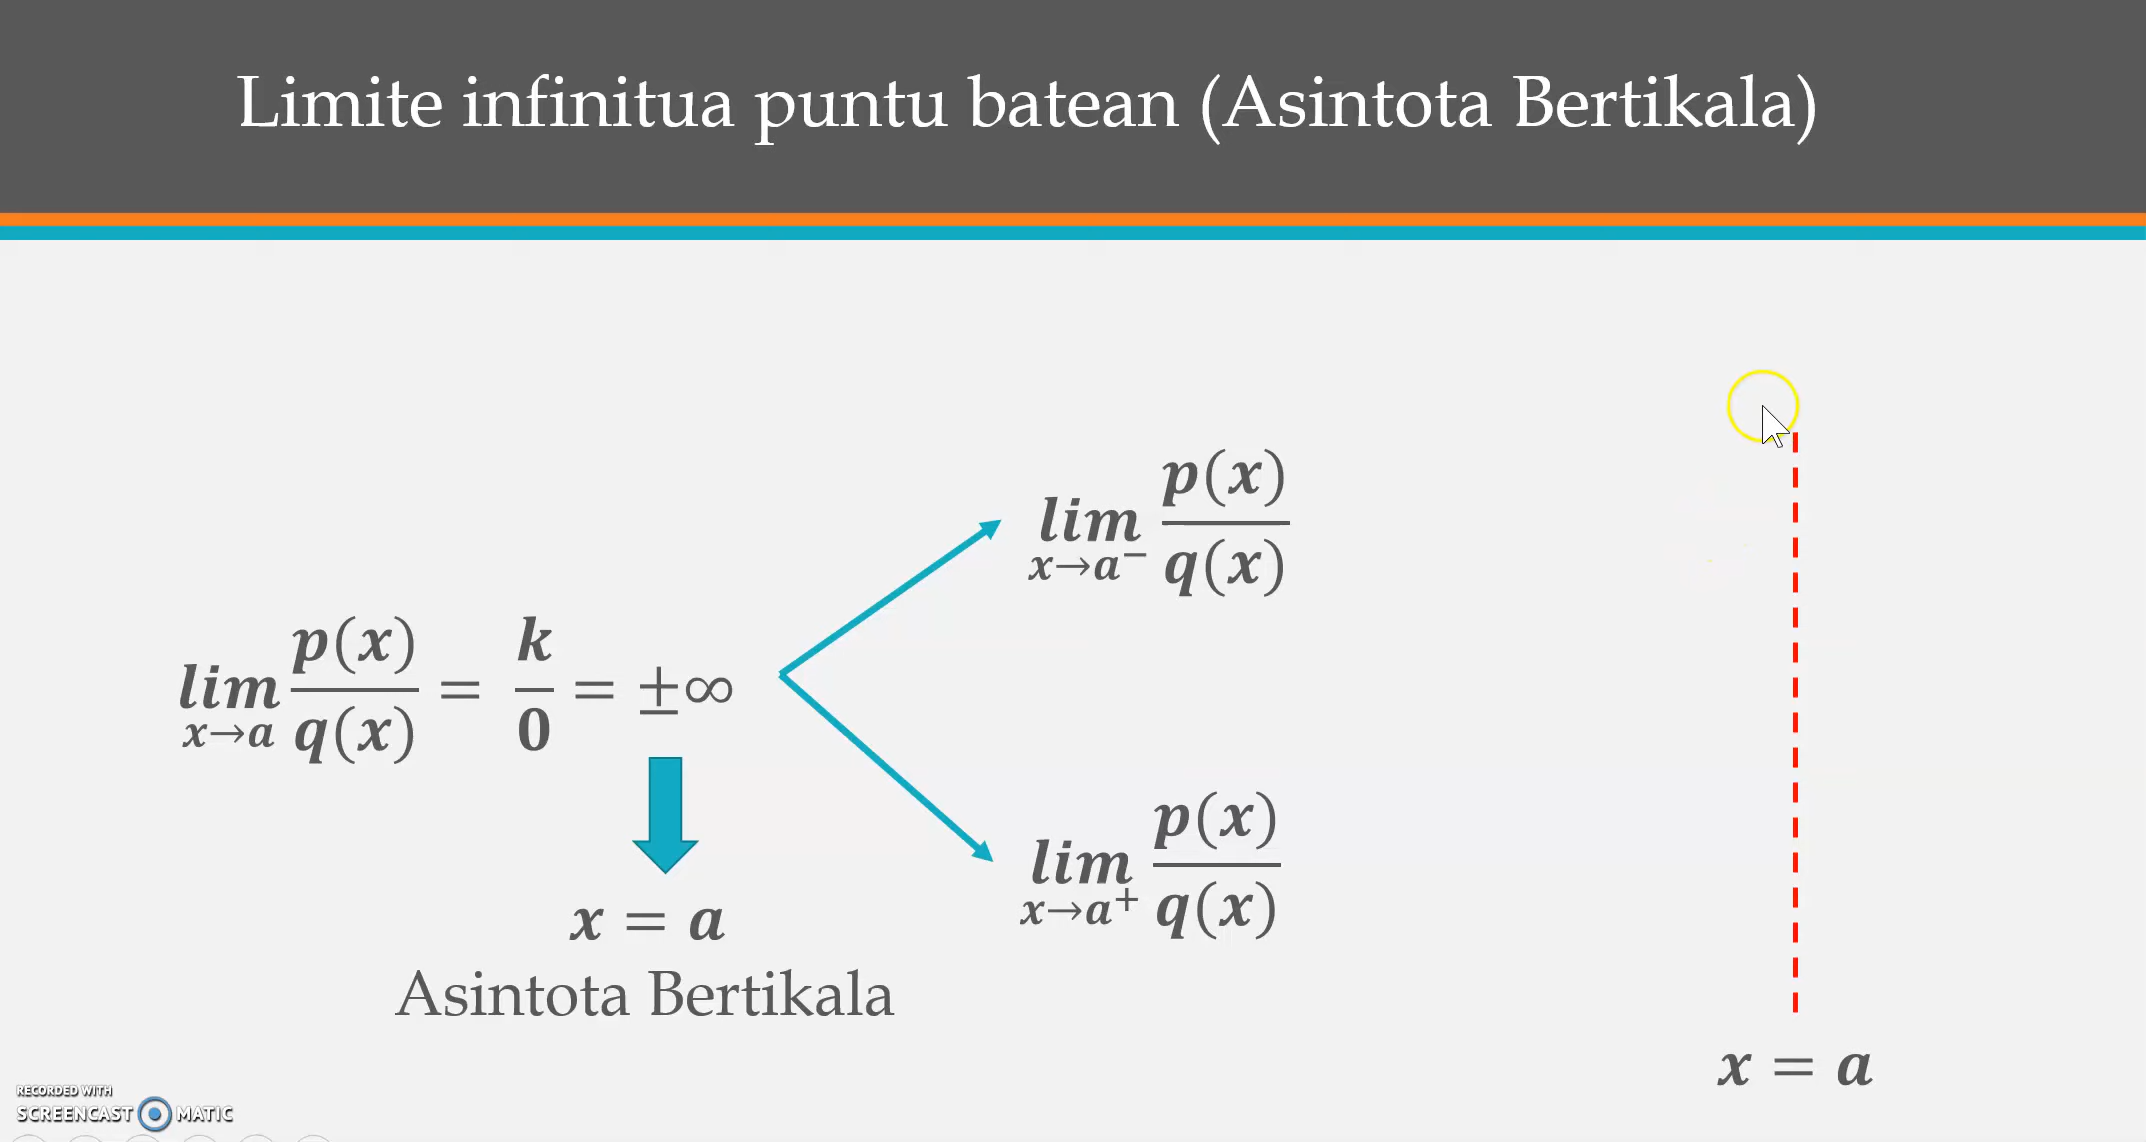 Limite infinitua puntu batean (Asintota Bertikala)
lim x→a p(x)/q(x) = k/0 = ±∞
lim x→a⁻ p(x)/q(x)
lim x→a⁺ p(x)/q(x)
x = a
Asintota Bertikala
x = a
RECORDED WITH
SCREENCAST MATIC